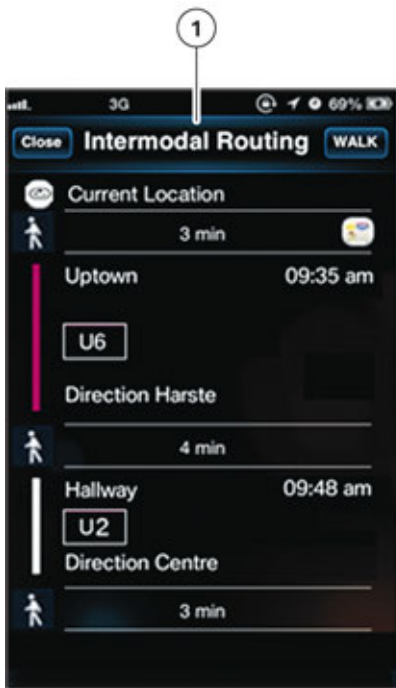 1
3G 69%
Close Intermodal Routing WALK
Current Location
3 min
Uptown 09:35 am
U6
Direction Harste
4 min
Hallway 09:48 am
U2
Direction Centre
3 min